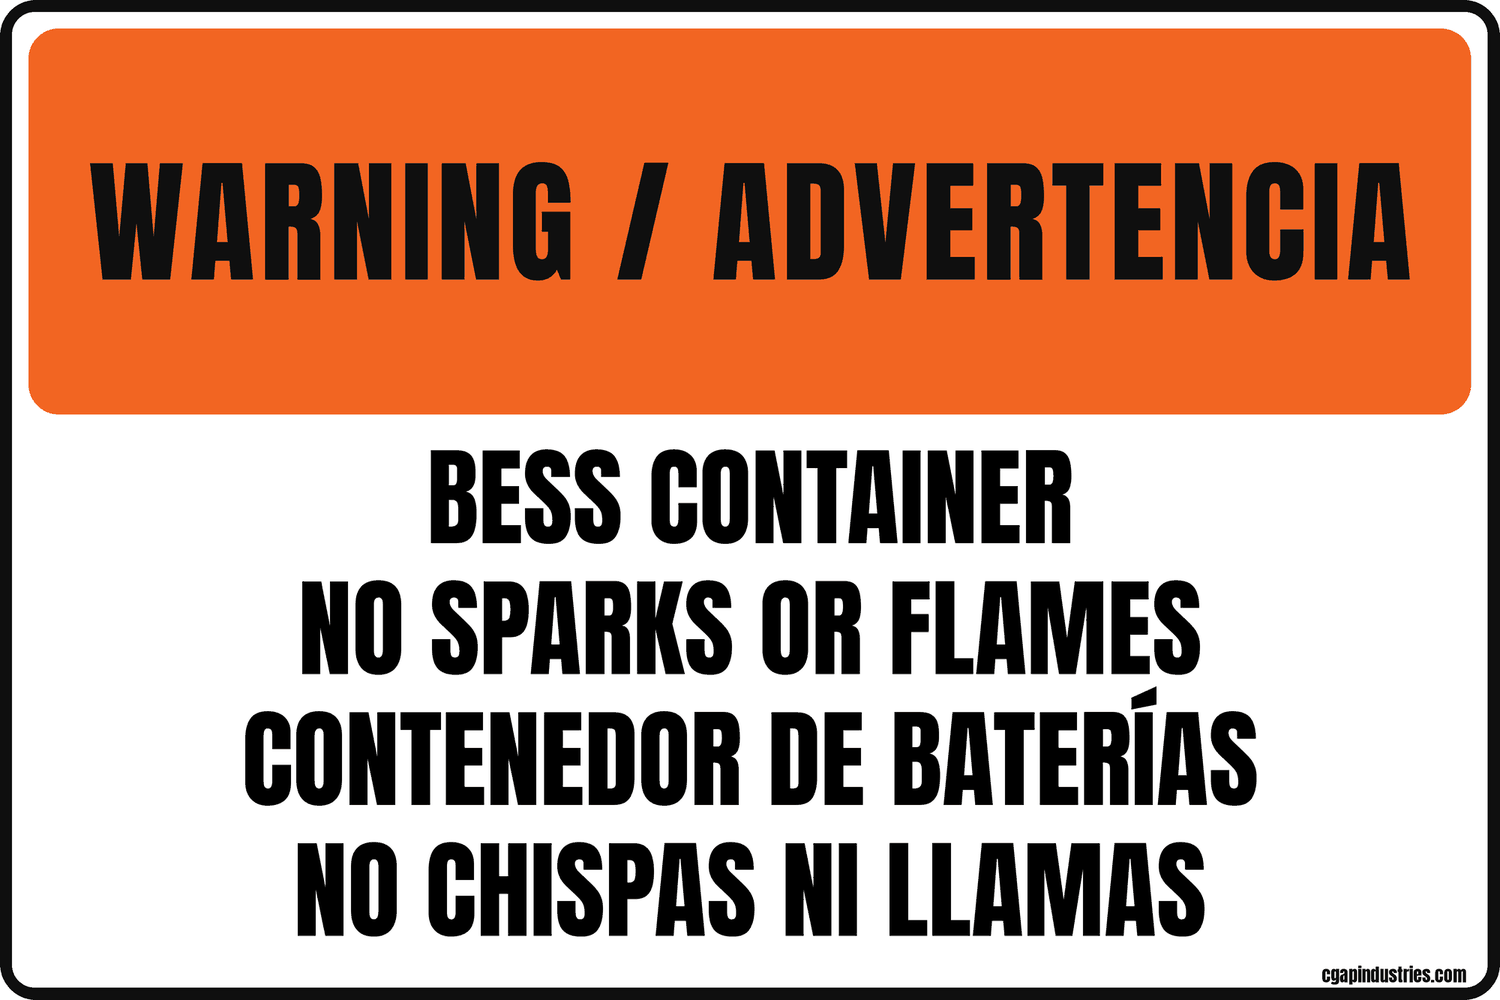 WARNING / ADVERTENCIA
BESS CONTAINER
NO SPARKS OR FLAMES
CONTENEDOR DE BATERÍAS
NO CHISPAS NI LLAMAS
cgapindustries.com